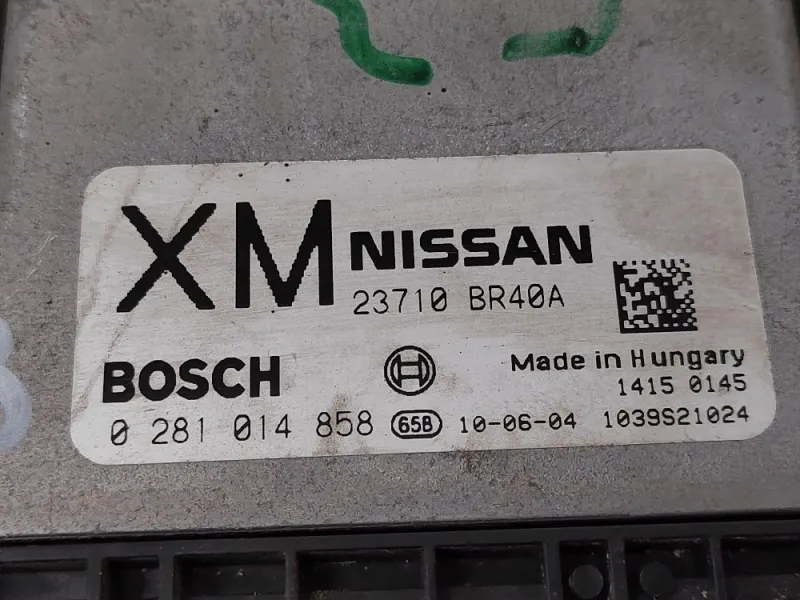 XM NISSAN
23710 BR40A
BOSCH
Made in Hungary
1415 0145
0 281 014 858 65B 10-06-04 1039S21024